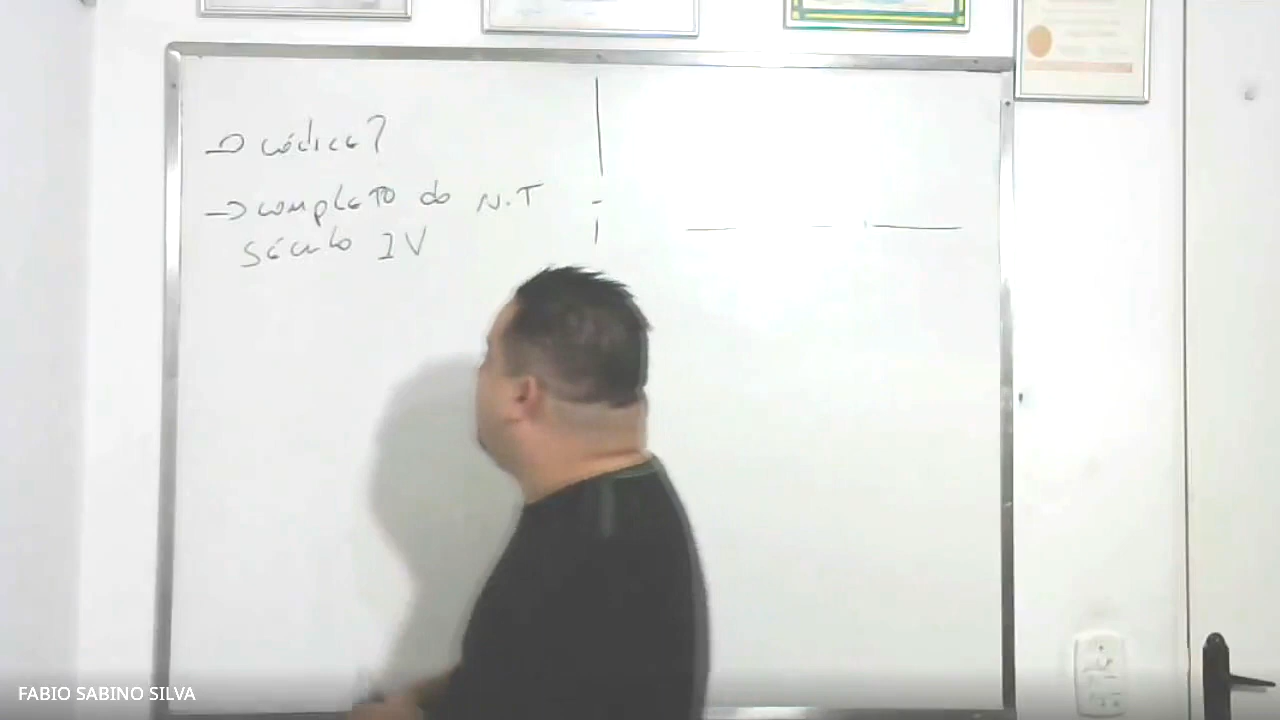 → códice?
→ completo do N.T
século IV
FABIO SABINO SILVA